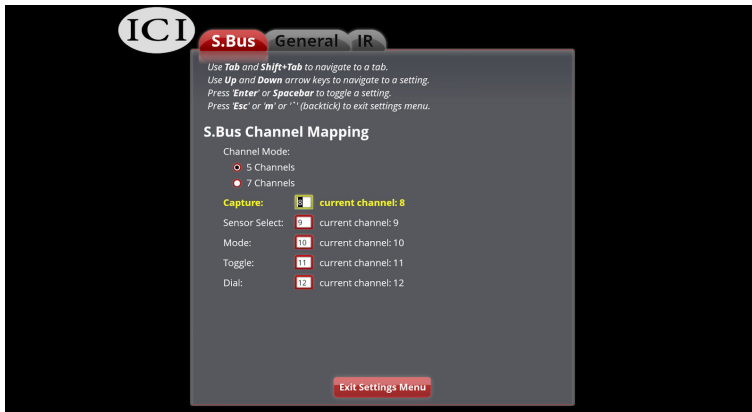 ICI
S.Bus General IR
Use Tab and Shift+Tab to navigate to a tab.
Use Up and Down arrow keys to navigate to a setting.
Press 'Enter' or Spacebar to toggle a setting.
Press 'Esc' or 'm' or '`' (backtick) to exit settings menu.
S.Bus Channel Mapping
Channel Mode:
5 Channels
7 Channels
Capture: 8 current channel: 8
Sensor Select: 9 current channel: 9
Mode: 10 current channel: 10
Toggle: 11 current channel: 11
Dial: 12 current channel: 12
Exit Settings Menu